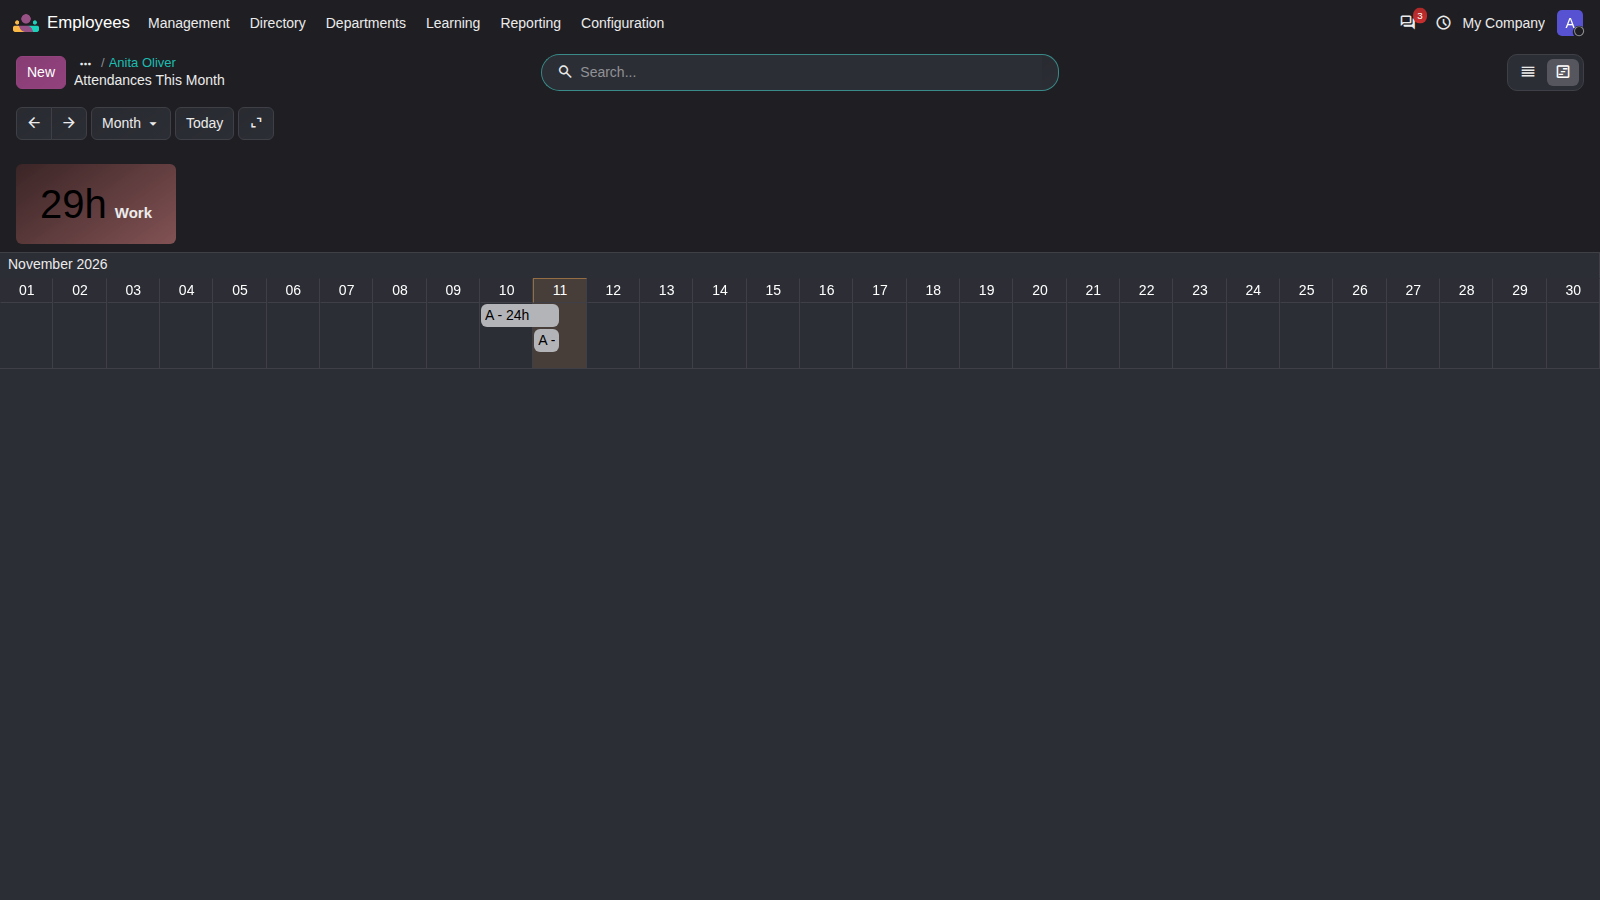 Employees Management Directory Departments Learning Reporting Configuration 3 My Company A
New ... / Anita Oliver
Attendances This Month
Search...
Month Today
29h Work
November 2026
01 02 03 04 05 06 07 08 09 10 11 12 13 14 15 16 17 18 19 20 21 22 23 24 25 26 27 28 29 30
A - 24h
A -